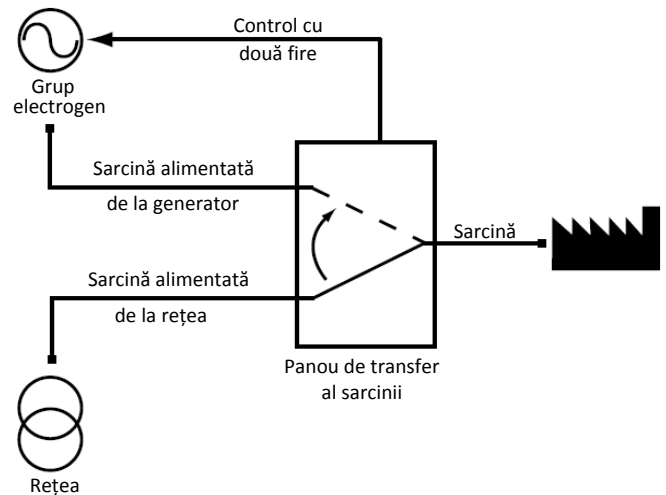 Control cu
două fire
Grup
electrogen
Sarcină alimentată
de la generator
Sarcină
Sarcină alimentată
de la rețea
Panou de transfer
al sarcinii
Rețea